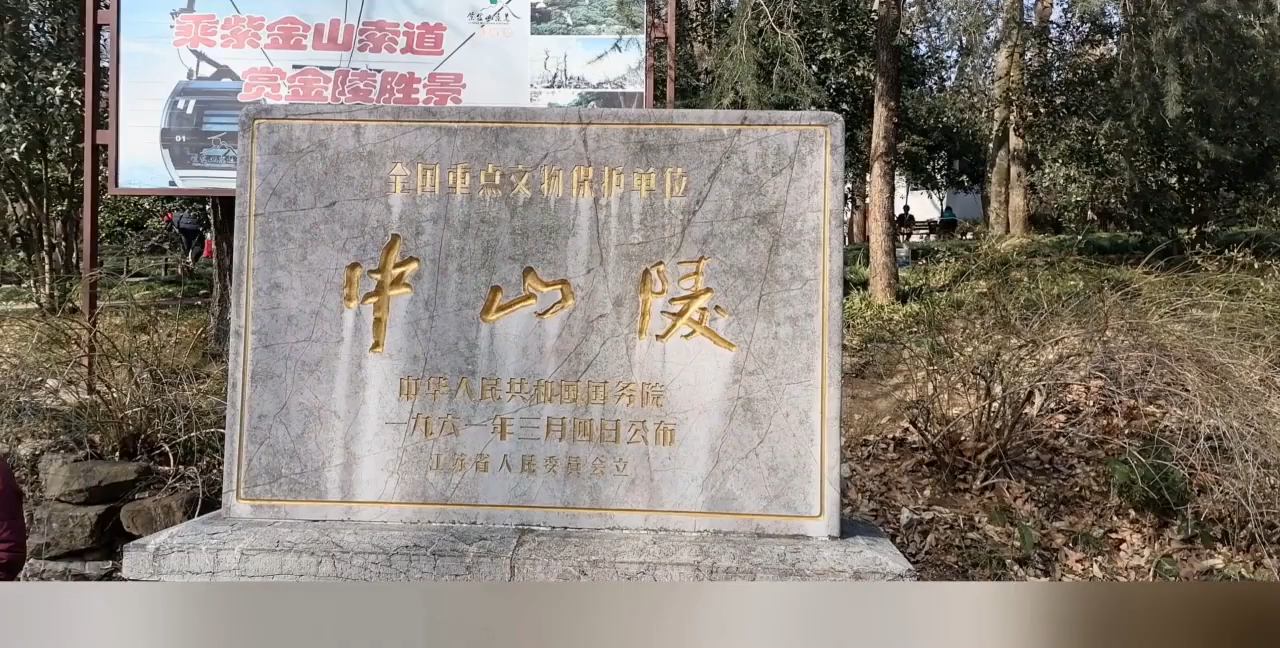 乘紫金山索道
赏金陵胜景
01
全国重点文物保护单位
中山陵
中华人民共和国国务院
一九六一年三月四日公布
江苏省人民委员会立